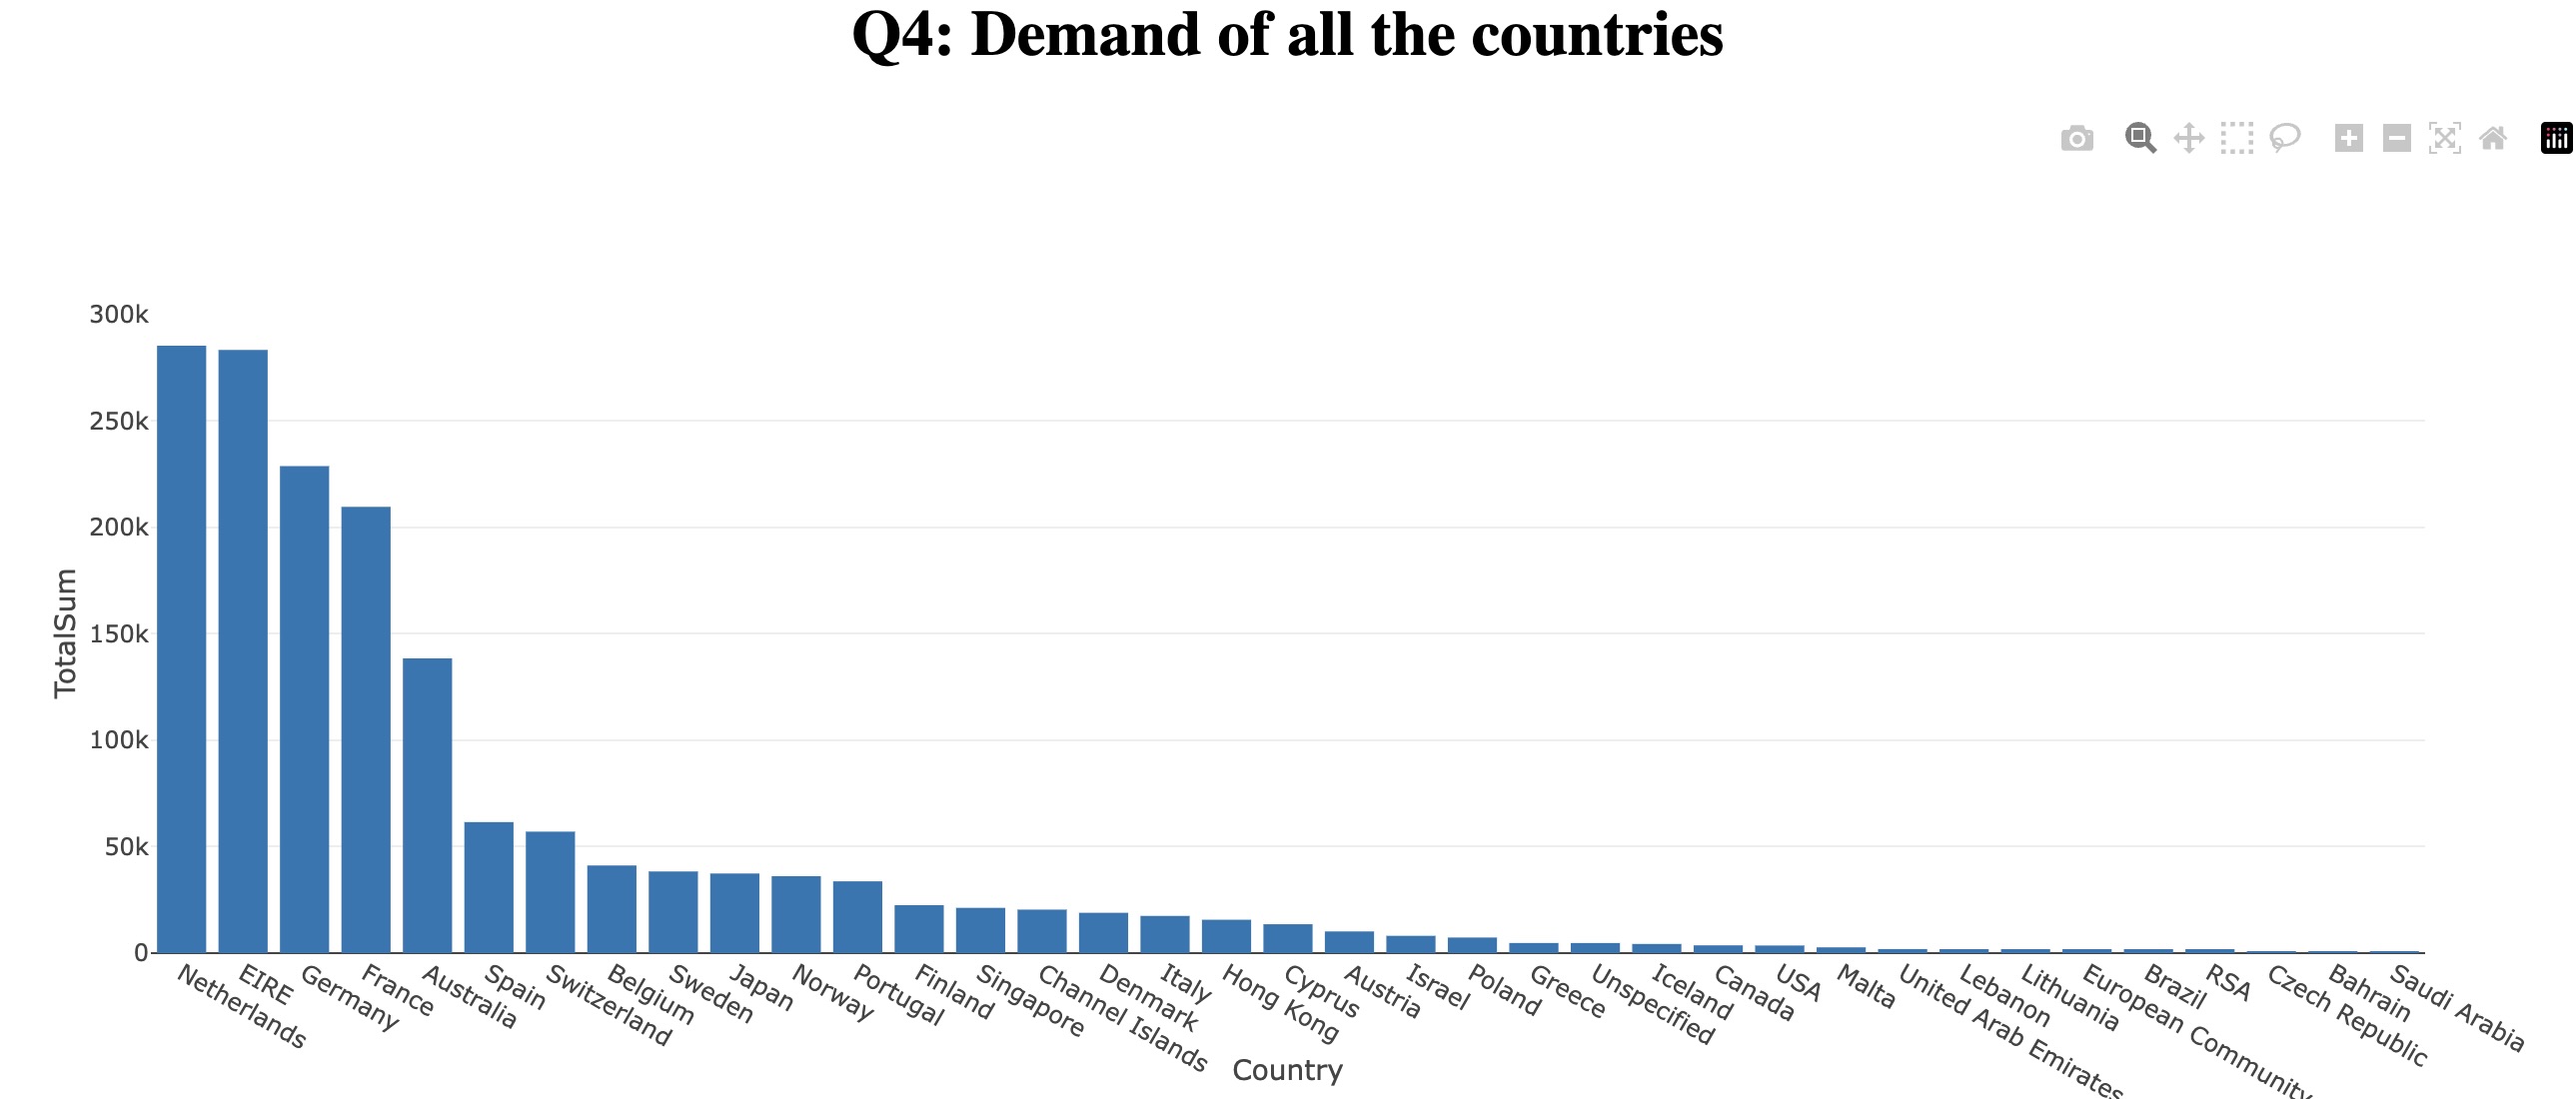 Q4: Demand of all the countries
300k
250k
200k
150k
100k
50k
0
TotalSum
Netherlands
EIRE
Germany
France
Australia
Spain
Switzerland
Belgium
Sweden
Japan
Norway
Portugal
Finland
Singapore
Channel Islands
Denmark
Italy
Hong Kong
Cyprus
Austria
Israel
Poland
Greece
Unspecified
Iceland
Canada
USA
Malta
United Arab Emirates
Lebanon
Lithuania
European Community
Brazil
RSA
Czech Republic
Bahrain
Saudi Arabia
Country